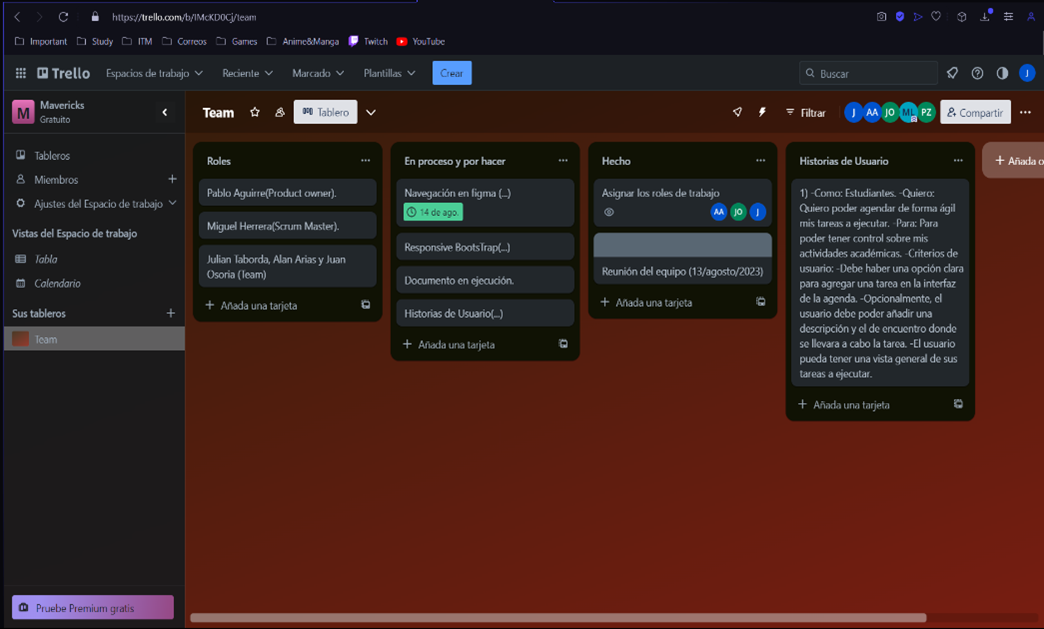 https://trello.com/b/IMcKD0Cj/team
Important Study ITM Correos Games Anime&Manga Twitch YouTube
Trello Espacios de trabajo Reciente Marcado Plantillas Crear Buscar J
M Mavericks
Gratuito
Team Tablero Filtrar J AA JO ML PZ Compartir
Tableros
Miembros
Ajustes del Espacio de trabajo
Vistas del Espacio de trabajo
Tabla
Calendario
Sus tableros
Team
Pruebe Premium gratis
Roles
Pablo Aguirre(Product owner).
Miguel Herrera(Scrum Master).
Julian Taborda, Alan Arias y Juan
Osoria (Team)
+ Añada una tarjeta
En proceso y por hacer
Navegación en figma (...)
14 de ago.
Responsive BootsTrap(...)
Documento en ejecución.
Historias de Usuario(...)
+ Añada una tarjeta
Hecho
Asignar los roles de trabajo
AA JO J
Reunión del equipo (13/agosto/2023)
+ Añada una tarjeta
Historias de Usuario
1) -Como: Estudiantes. -Quiero:
Quiero poder agendar de forma ágil
mis tareas a ejecutar. -Para: Para
poder tener control sobre mis
actividades académicas. -Criterios de
usuario: -Debe haber una opción clara
para agregar una tarea en la interfaz
de la agenda. -Opcionalmente, el
usuario debe poder añadir una
descripción y el de encuentro donde
se llevara a cabo la tarea. -El usuario
pueda tener una vista general de sus
tareas a ejecutar.
+ Añada una tarjeta
+ Añada o